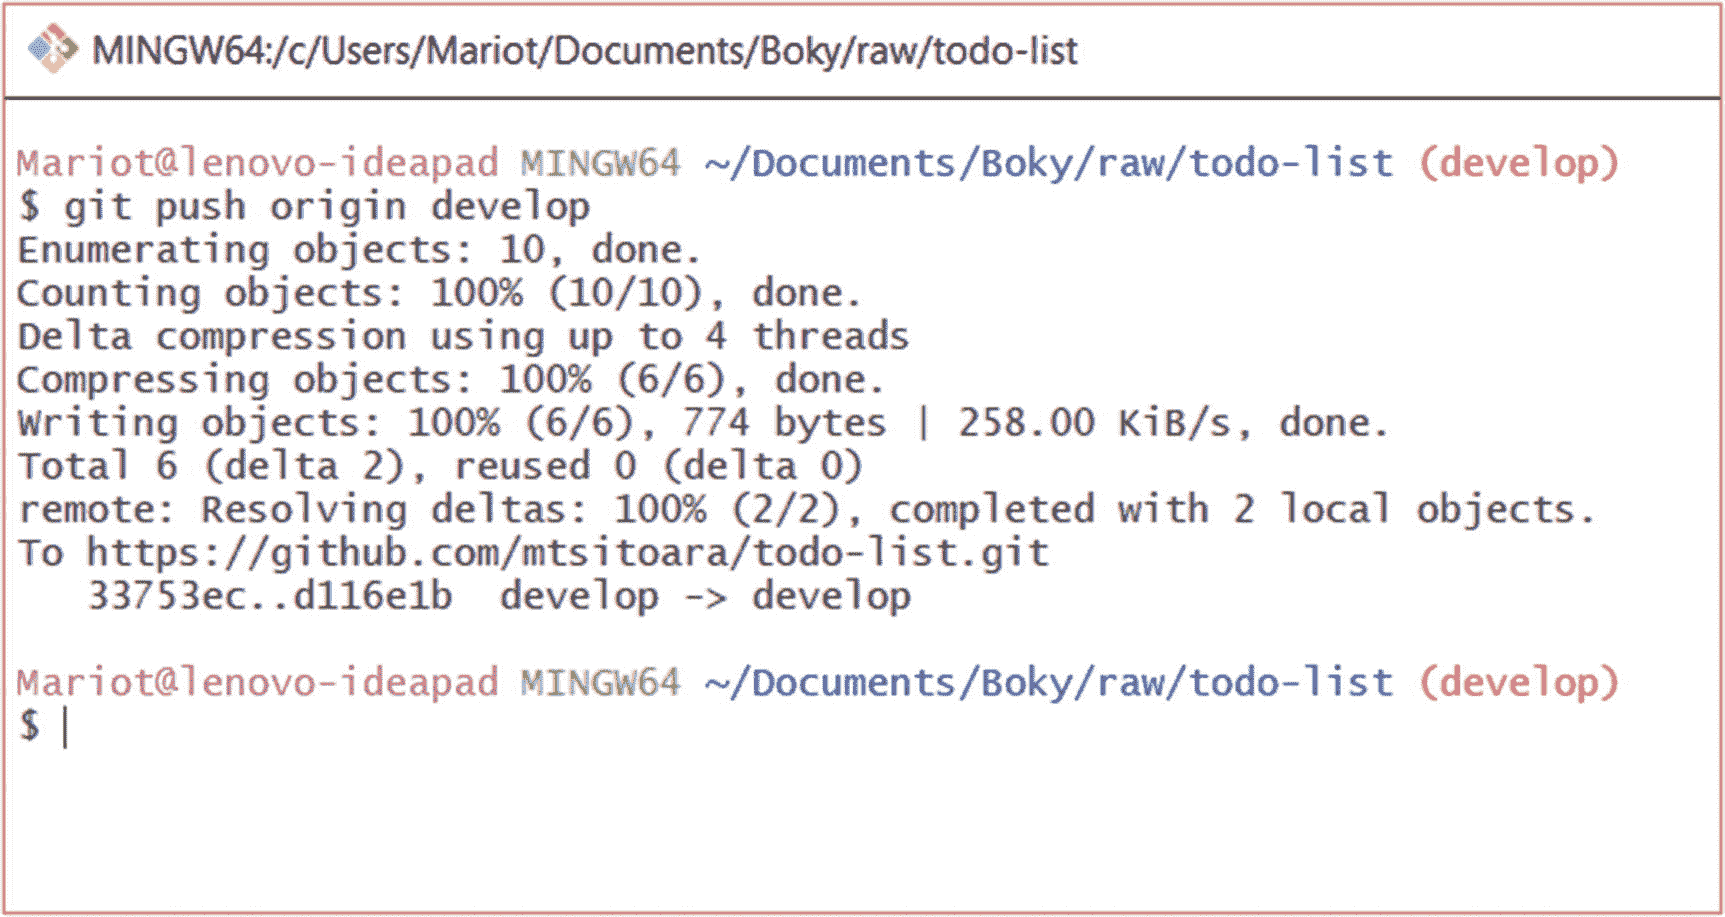 MINGW64:/c/Users/Mariot/Documents/Boky/raw/todo-list
Mariot@lenovo-ideapad MINGW64 ~/Documents/Boky/raw/todo-list (develop)
$ git push origin develop
Enumerating objects: 10, done.
Counting objects: 100% (10/10), done.
Delta compression using up to 4 threads
Compressing objects: 100% (6/6), done.
Writing objects: 100% (6/6), 774 bytes | 258.00 KiB/s, done.
Total 6 (delta 2), reused 0 (delta 0)
remote: Resolving deltas: 100% (2/2), completed with 2 local objects.
To https://github.com/mtsitoara/todo-list.git
   33753ec..d116e1b  develop -> develop
Mariot@lenovo-ideapad MINGW64 ~/Documents/Boky/raw/todo-list (develop)
$